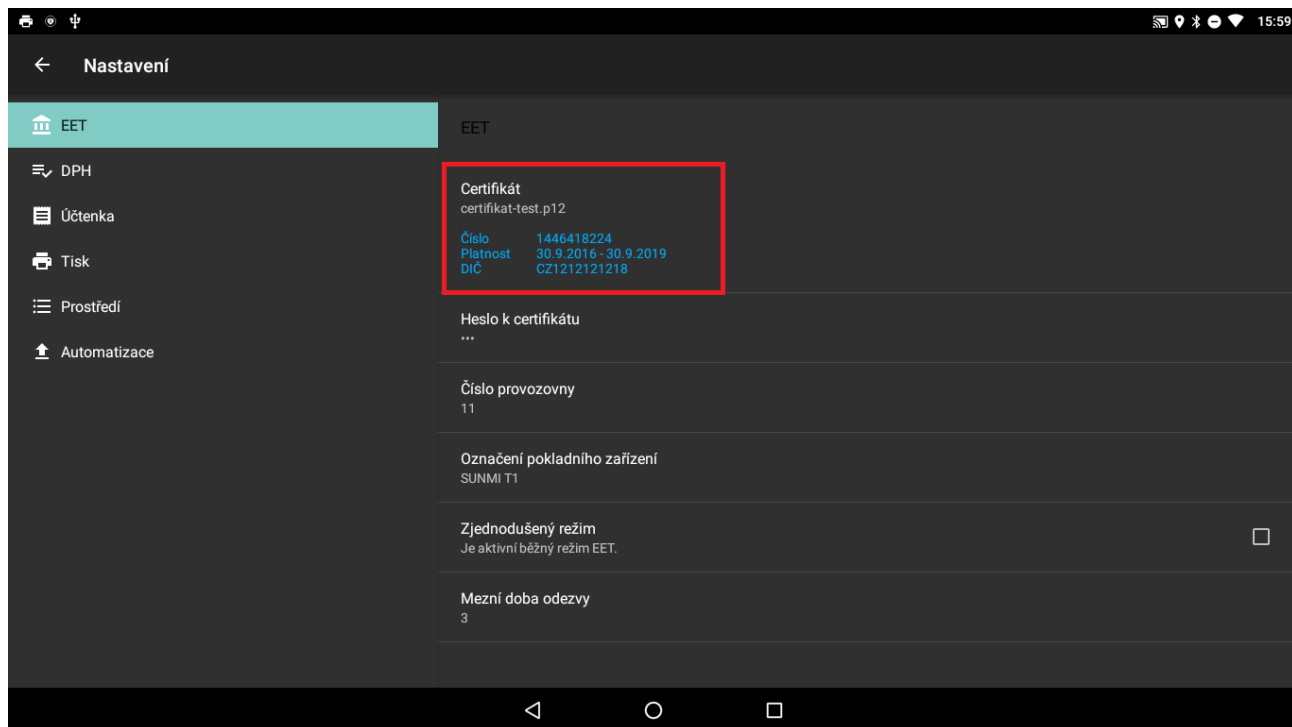 15:59
Nastavení
EET
DPH
Účtenka
Tisk
Prostředí
Automatizace
EET
Certifikát
certifikat-test.p12
Číslo 1446418224
Platnost 30.9.2016 - 30.9.2019
DIČ CZ1212121218
Heslo k certifikátu
•••
Číslo provozovny
11
Označení pokladního zařízení
SUNMI T1
Zjednodušený režim
Je aktivní běžný režim EET.
Mezní doba odezvy
3